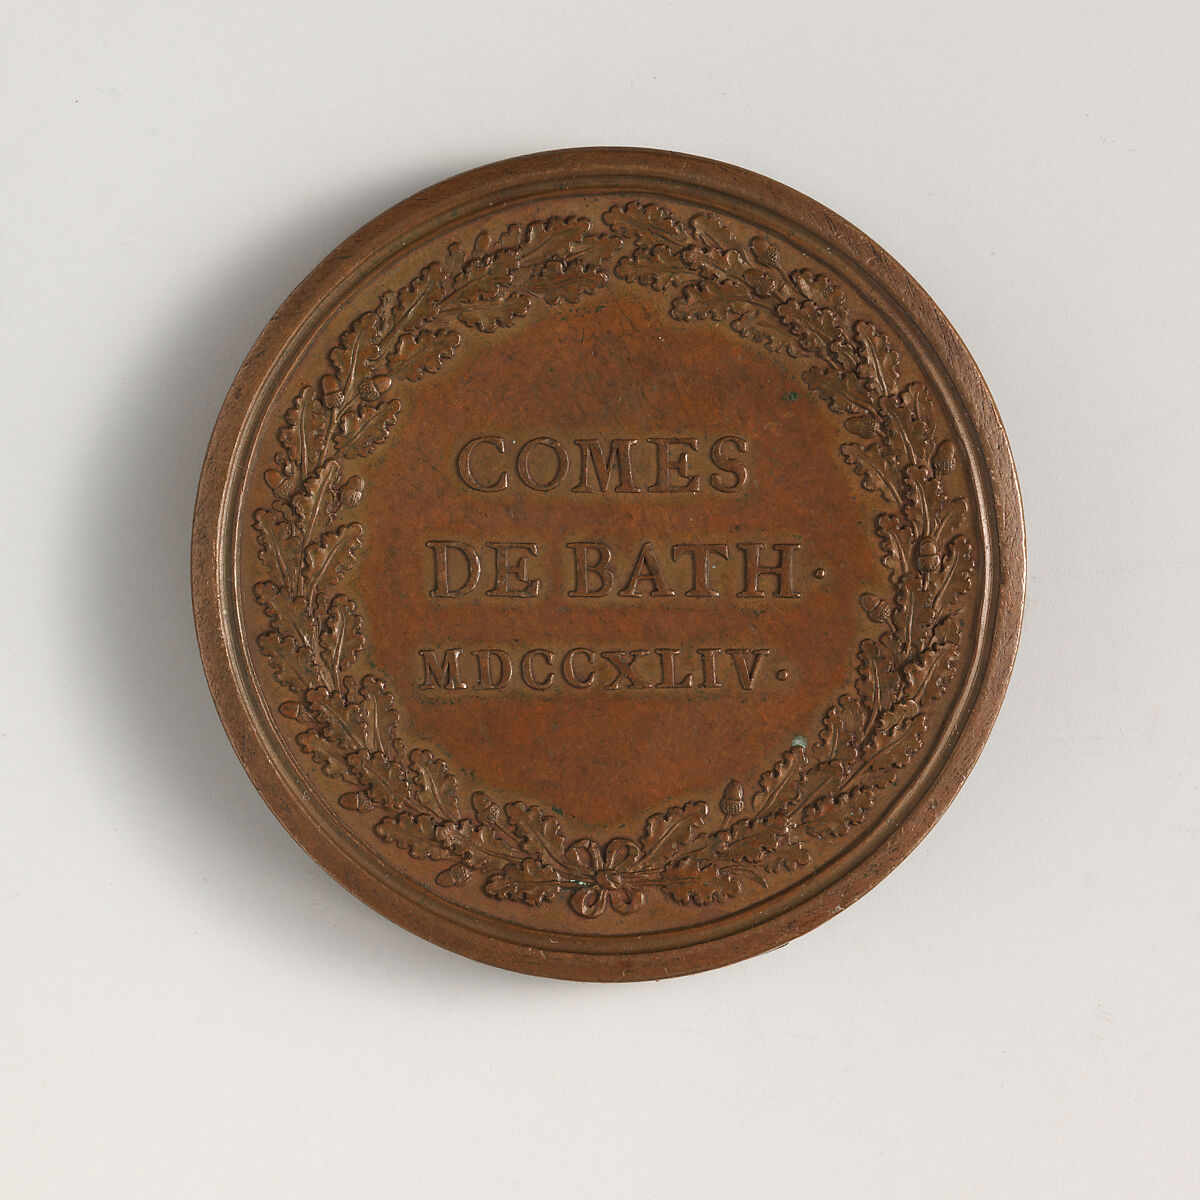 COMES
DE BATH·
MDCCXLIV·